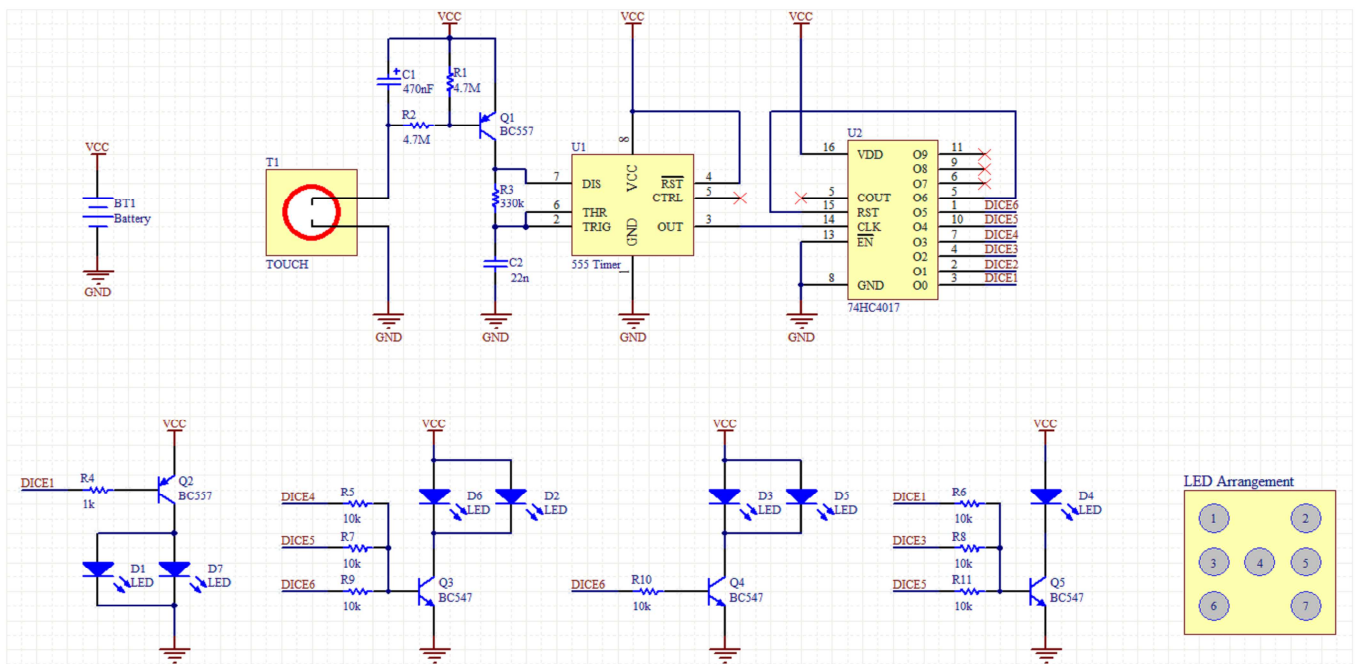 VCC
BT1
Battery
GND
T1
TOUCH
GND
VCC
C1
470nF
R1
4.7M
R2
4.7M
Q1
BC557
R3
330k
C2
22n
GND
VCC
U1
8
7 DIS VCC RST 4
CTRL 5
6 THR
2 TRIG GND OUT 3
1
555 Timer
GND
VCC
U2
16 VDD O9 11
O8 9
O7 6
5 COUT O6 5
15 RST O5 1 DICE6
14 CLK O4 10 DICE5
13 EN O3 7 DICE4
O2 4 DICE3
O1 2 DICE2
8 GND O0 3 DICE1
74HC4017
GND
VCC
DICE1 R4
1k
Q2
BC557
D1
LED
D7
LED
VCC
DICE4 R5
10k
DICE5 R7
10k
DICE6 R9
10k
D6
LED
D2
LED
Q3
BC547
VCC
D3
LED
D5
LED
DICE6 R10
10k
Q4
BC547
VCC
DICE1 R6
10k
DICE3 R8
10k
DICE5 R11
10k
D4
LED
Q5
BC547
LED Arrangement
1 2
3 4 5
6 7